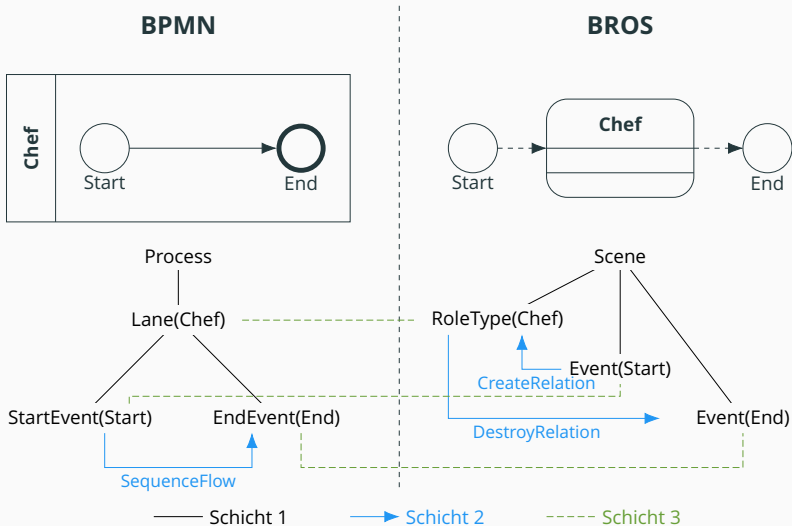 BPMN
BROS
Chef
Start
End
Chef
Start
End
Process
Scene
Lane(Chef)
RoleType(Chef)
Event(Start)
CreateRelation
StartEvent(Start)
EndEvent(End)
Event(End)
DestroyRelation
SequenceFlow
Schicht 1
Schicht 2
Schicht 3